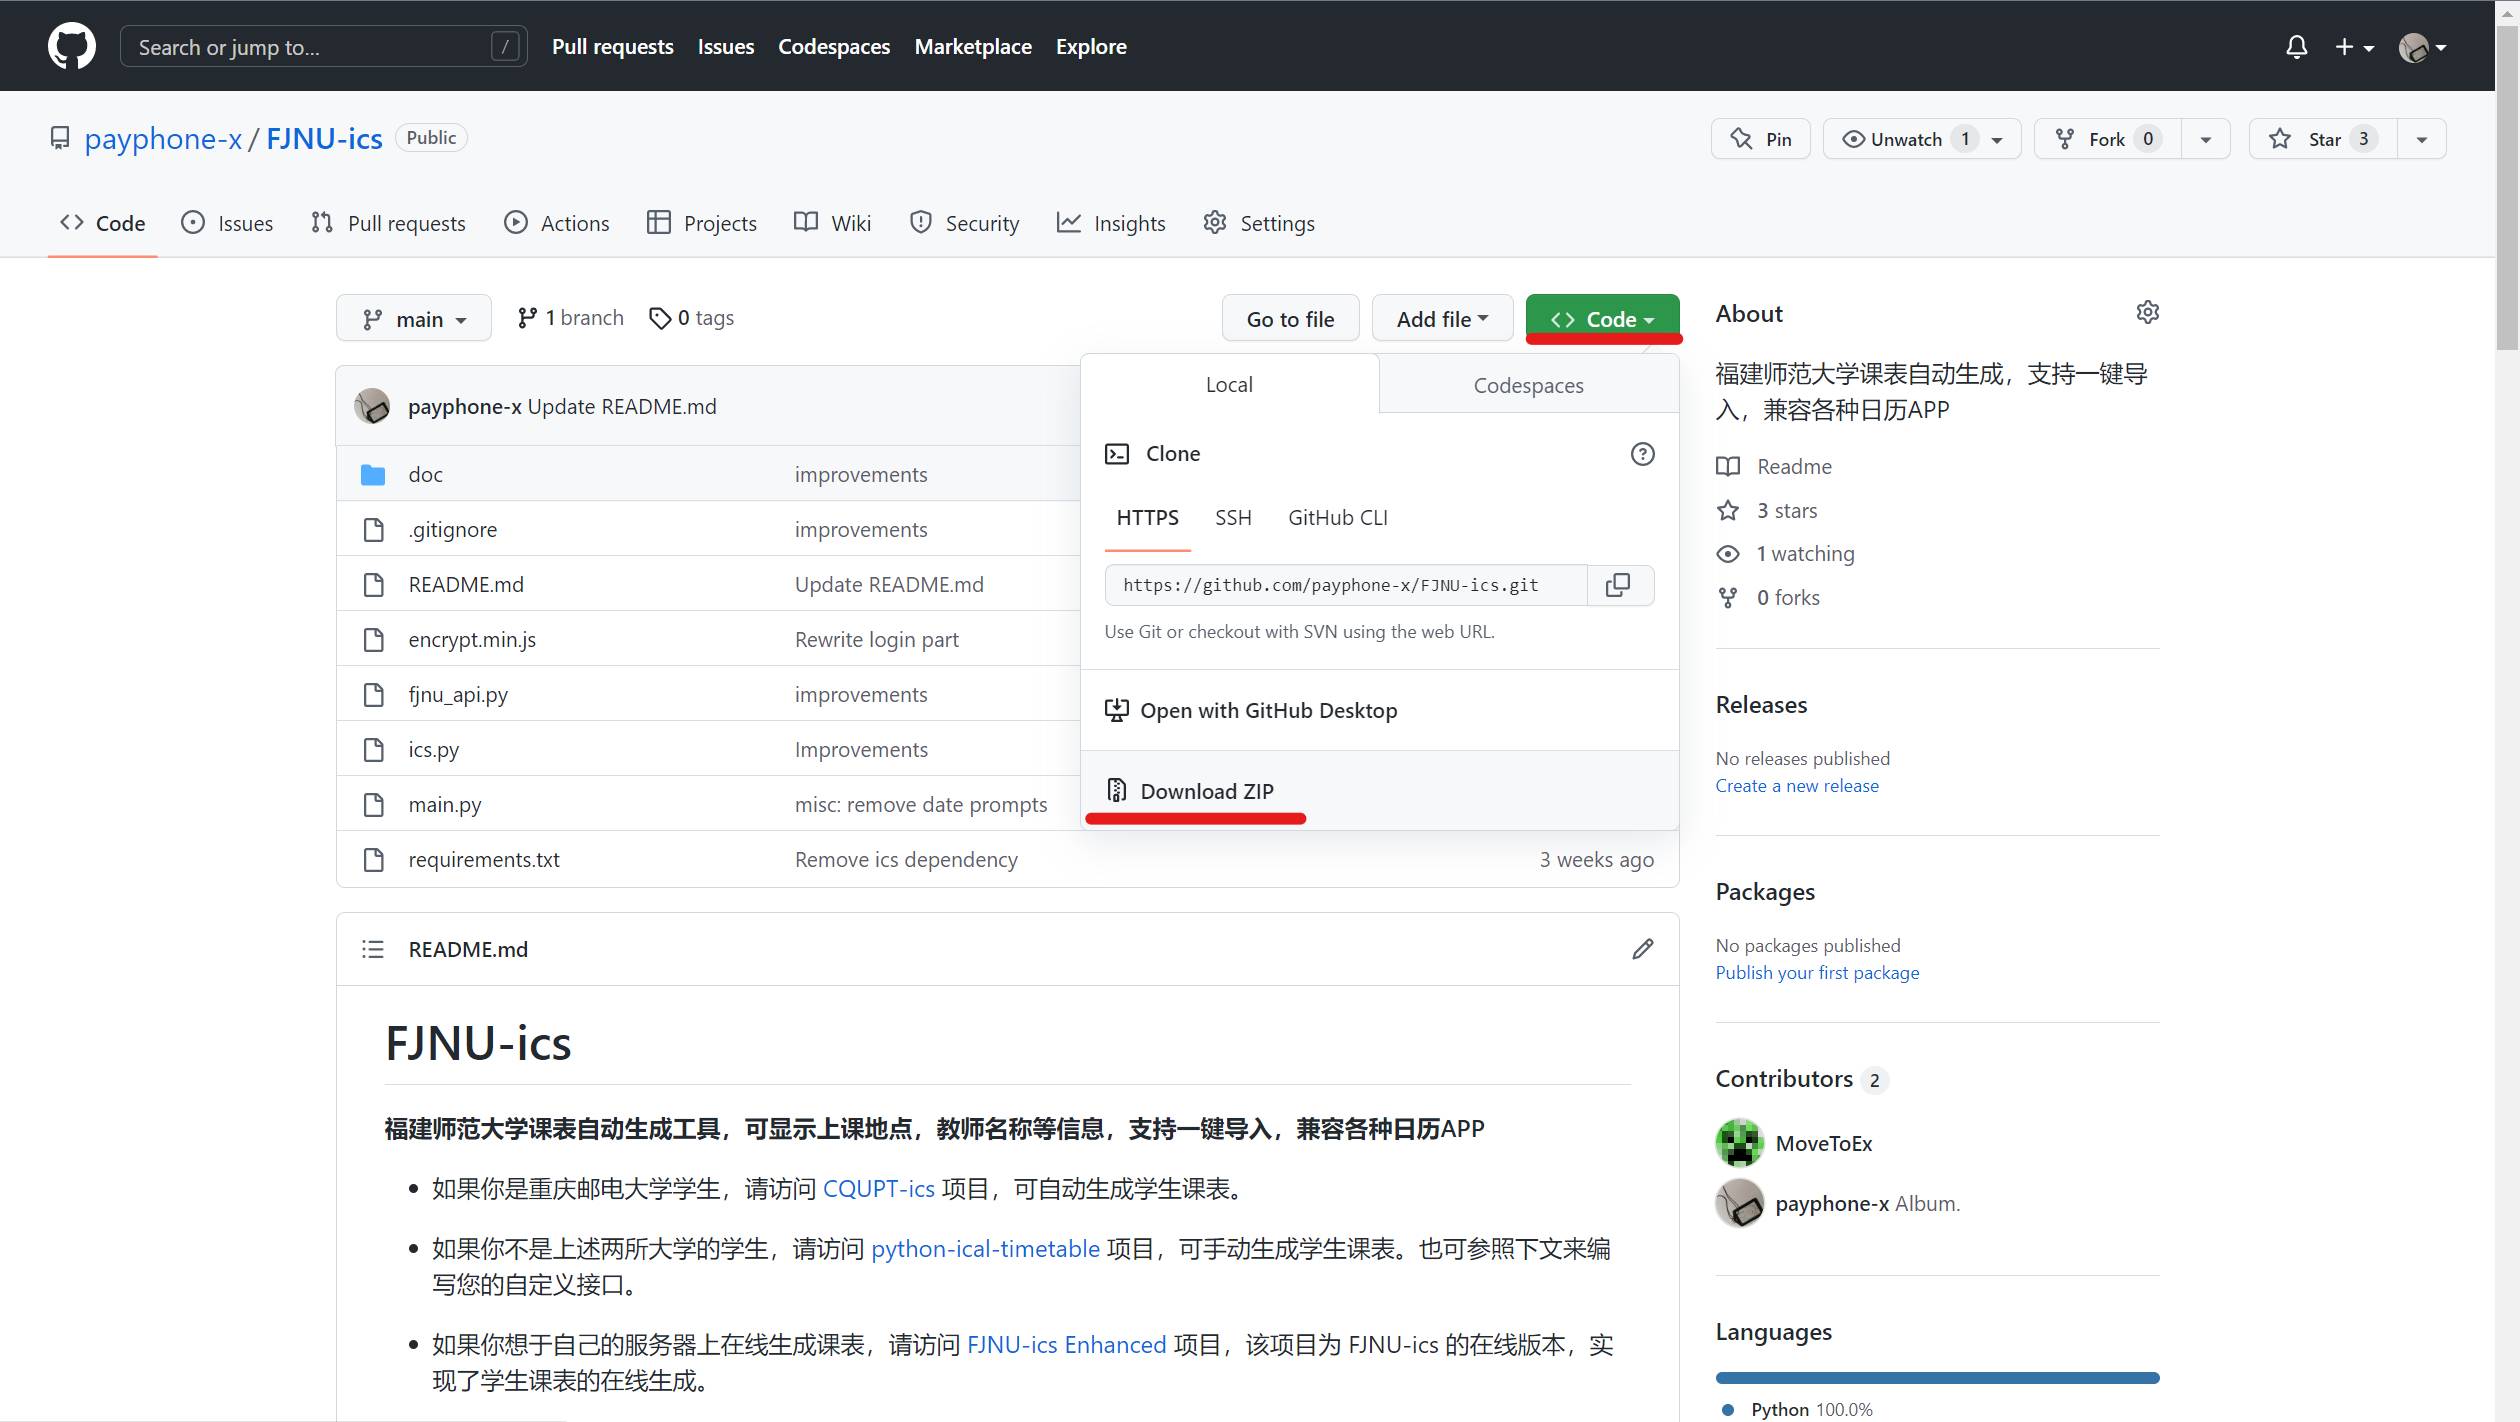 Search or jump to... /
Pull requests
Issues
Codespaces
Marketplace
Explore
payphone-x / FJNU-ics Public
Pin
Unwatch 1
Fork 0
Star 3
Code
Issues
Pull requests
Actions
Projects
Wiki
Security
Insights
Settings
main
1 branch
0 tags
Go to file
Add file
Code
payphone-x Update README.md
doc improvements
.gitignore improvements
README.md Update README.md
encrypt.min.js Rewrite login part
fjnu_api.py improvements
ics.py Improvements
main.py misc: remove date prompts
requirements.txt Remove ics dependency 3 weeks ago
Local
Codespaces
Clone
HTTPS
SSH
GitHub CLI
https://github.com/payphone-x/FJNU-ics.git
Use Git or checkout with SVN using the web URL.
Open with GitHub Desktop
Download ZIP
README.md
FJNU-ics
福建师范大学课表自动生成工具，可显示上课地点，教师名称等信息，支持一键导入，兼容各种日历APP
如果你是重庆邮电大学学生，请访问 CQUPT-ics 项目，可自动生成学生课表。
如果你不是上述两所大学的学生，请访问 python-ical-timetable 项目，可手动生成学生课表。也可参照下文来编
写您的自定义接口。
如果你想于自己的服务器上在线生成课表，请访问 FJNU-ics Enhanced 项目，该项目为 FJNU-ics 的在线版本，实
现了学生课表的在线生成。
About
福建师范大学课表自动生成，支持一键导
入，兼容各种日历APP
Readme
3 stars
1 watching
0 forks
Releases
No releases published
Create a new release
Packages
No packages published
Publish your first package
Contributors 2
MoveToEx
payphone-x Album.
Languages
Python 100.0%